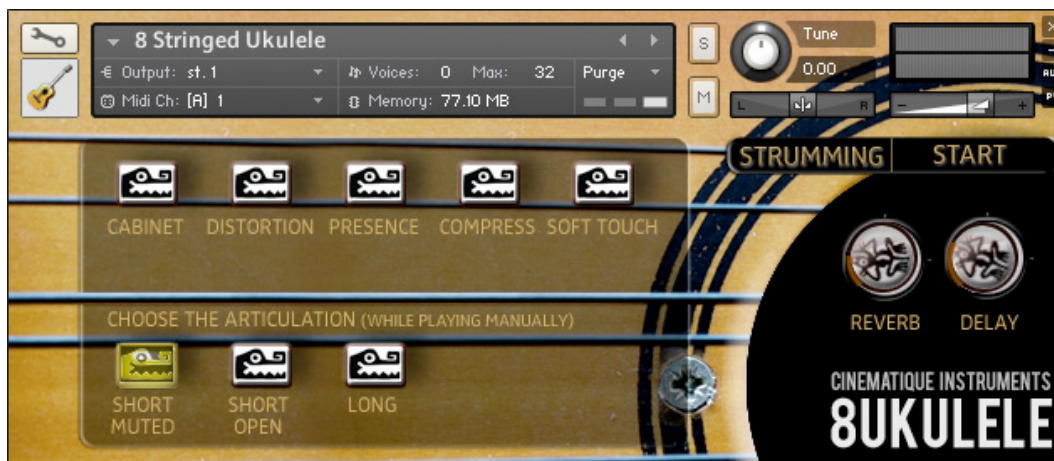 8 Stringed Ukulele
S
Tune
Output: st. 1
Voices: 0 Max: 32
Purge
0.00
Midi Ch: [A] 1
Memory: 77.10 MB
M
L
R
-
+
STRUMMING
START
CABINET
DISTORTION
PRESENCE
COMPRESS
SOFT TOUCH
REVERB
DELAY
CHOOSE THE ARTICULATION (WHILE PLAYING MANUALLY)
SHORT
MUTED
SHORT
OPEN
LONG
CINEMATIQUE INSTRUMENTS
8UKULELE